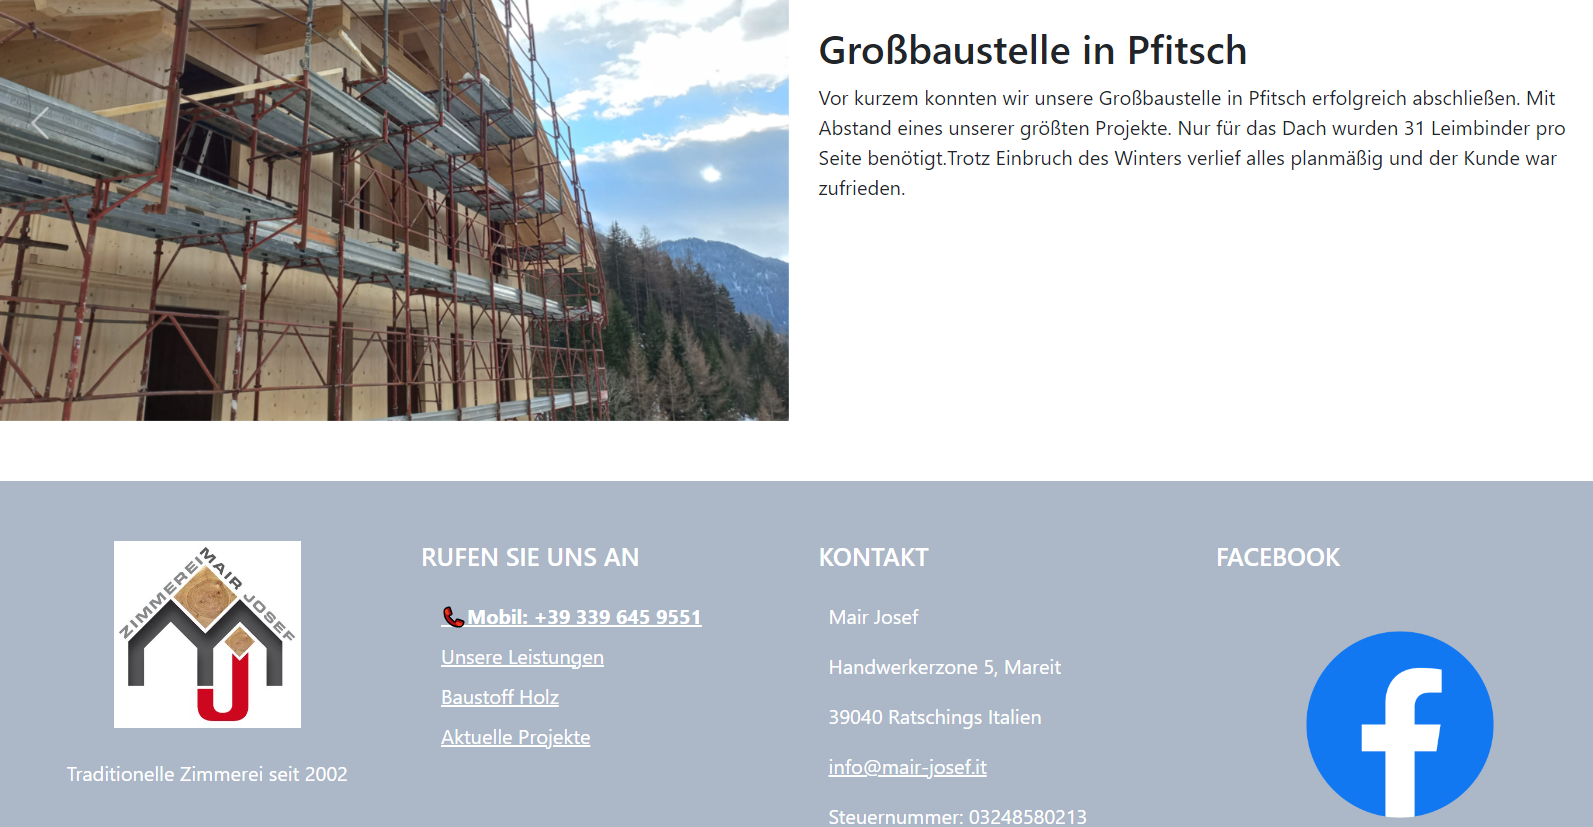 Großbaustelle in Pfitsch
Vor kurzem konnten wir unsere Großbaustelle in Pfitsch erfolgreich abschließen. Mit
Abstand eines unserer größten Projekte. Nur für das Dach wurden 31 Leimbinder pro
Seite benötigt.Trotz Einbruch des Winters verlief alles planmäßig und der Kunde war
zufrieden.
ZIMMEREI MAIR JOSEF
Traditionelle Zimmerei seit 2002
RUFEN SIE UNS AN
Mobil: +39 339 645 9551
Unsere Leistungen
Baustoff Holz
Aktuelle Projekte
KONTAKT
Mair Josef
Handwerkerzone 5, Mareit
39040 Ratschings Italien
info@mair-josef.it
Steuernummer: 03248580213
FACEBOOK